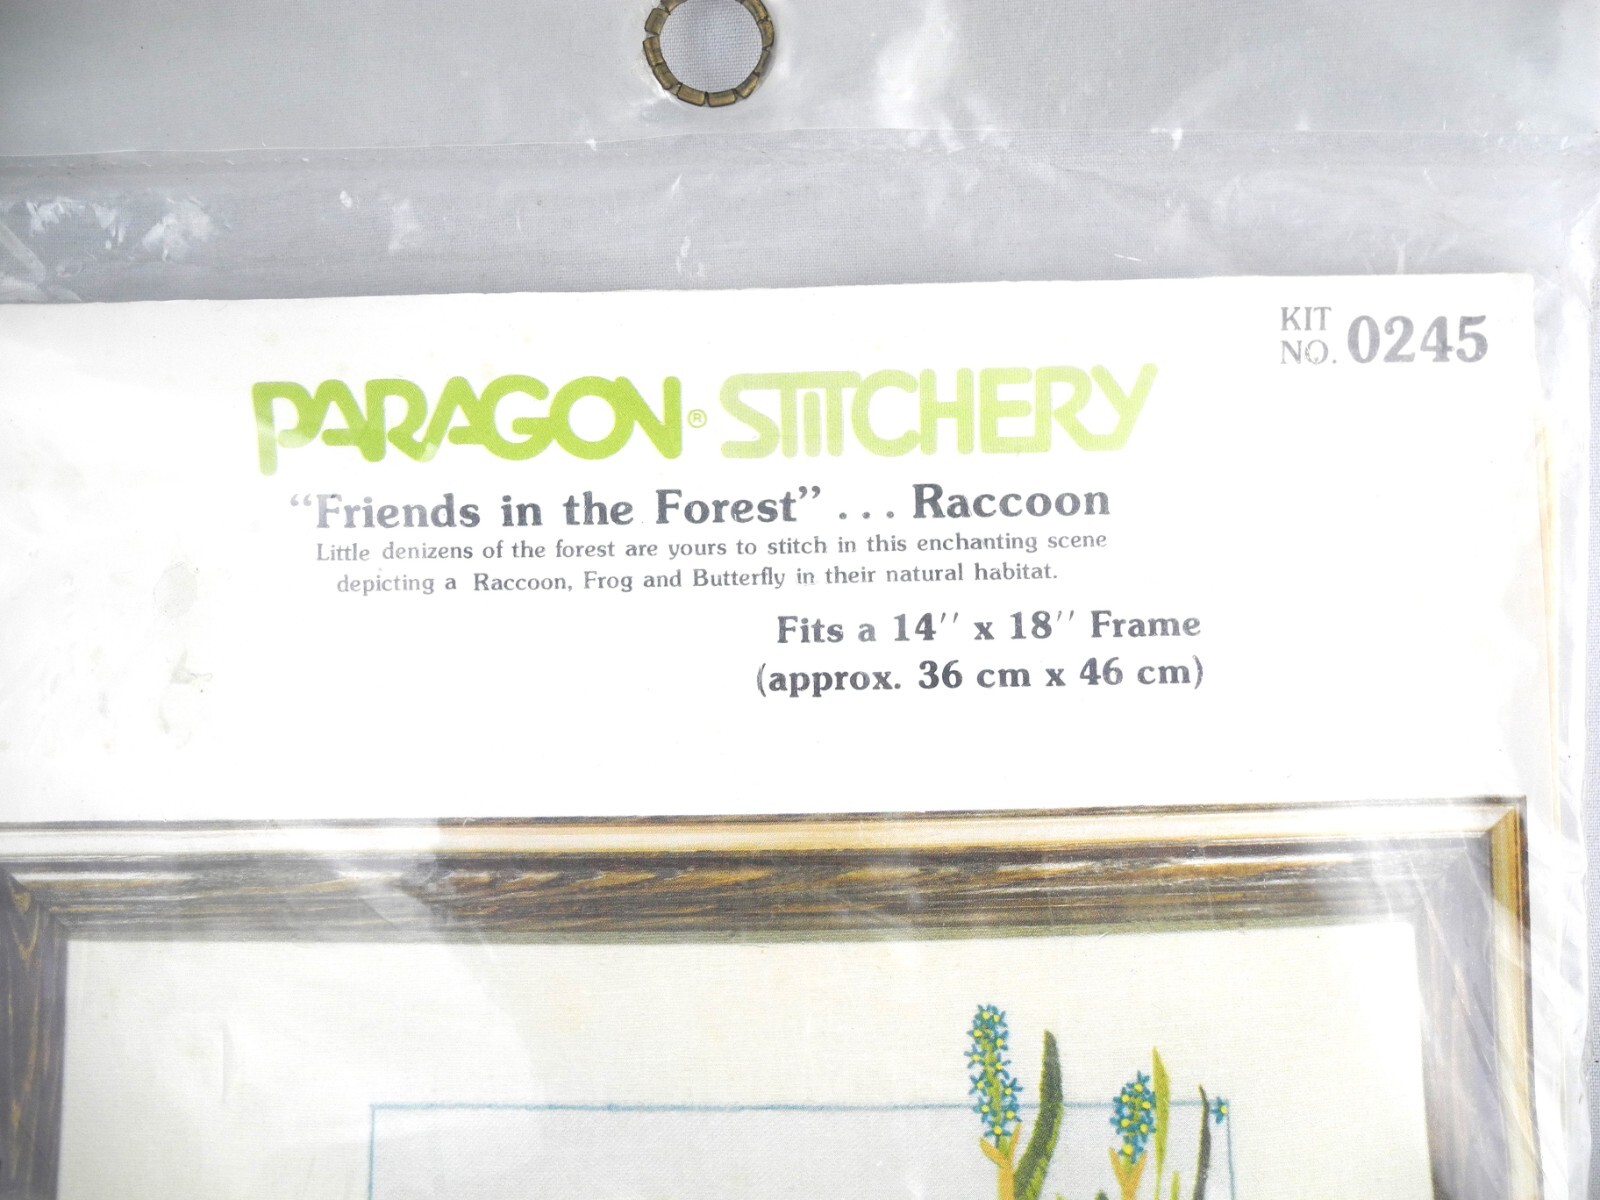 KIT
NO. 0245
PARAGON® STITCHERY
“Friends in the Forest” ... Raccoon
Little denizens of the forest are yours to stitch in this enchanting scene
depicting a Raccoon, Frog and Butterfly in their natural habitat.
Fits a 14" x 18" Frame
(approx. 36 cm x 46 cm)